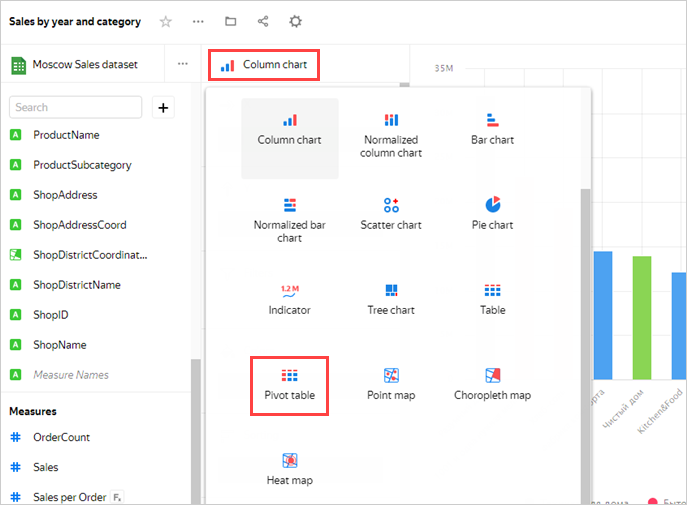 Sales by year and category
Moscow Sales dataset
Column chart
35M
Search
ProductName
ProductSubcategory
ShopAddress
ShopAddressCoord
ShopDistrictCoordinat...
ShopDistrictName
ShopID
ShopName
Measure Names
Measures
OrderCount
Sales
Sales per Order
Column chart
Normalized
column chart
Bar chart
Normalized bar
chart
Scatter chart
Pie chart
1.2 M
Indicator
Tree chart
Table
Pivot table
Point map
Choropleth map
Heat map
Чистый дом
Kitchen&Food